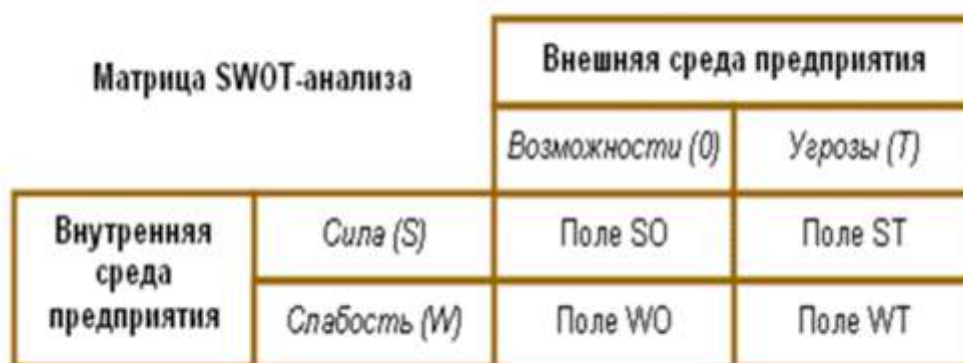 Матрица SWOT-анализа
Внешняя среда предприятия
Возможности (0)
Угрозы (T)
Внутренняя
среда
предприятия
Сила (S)
Поле SO
Поле ST
Слабость (W)
Поле WO
Поле WT